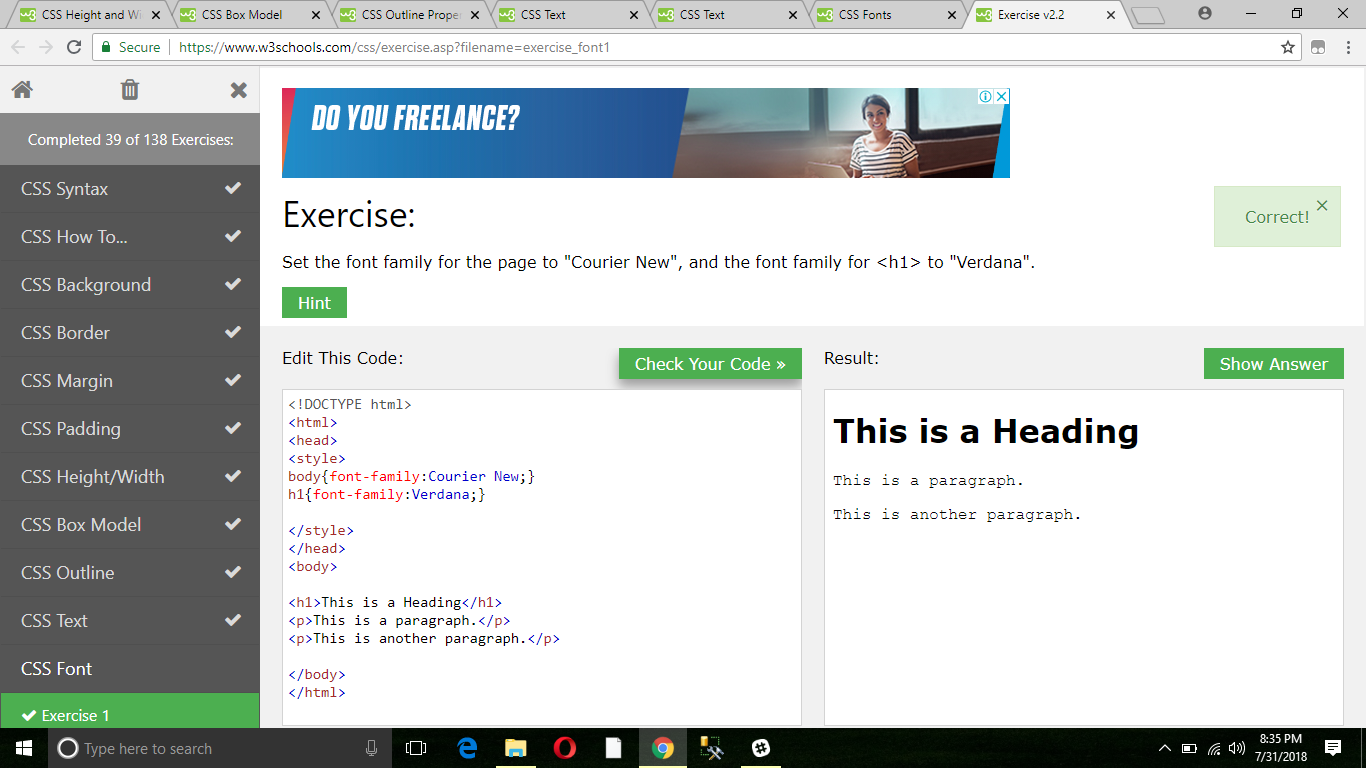 CSS Height and Wi
CSS Box Model
CSS Outline Prope
CSS Text
CSS Text
CSS Fonts
Exercise v2.2
Secure
https://www.w3schools.com/css/exercise.asp?filename=exercise_font1
DO YOU FREELANCE?
Completed 39 of 138 Exercises:
CSS Syntax
CSS How To...
CSS Background
CSS Border
CSS Margin
CSS Padding
CSS Height/Width
CSS Box Model
CSS Outline
CSS Text
CSS Font
Exercise 1
Exercise:
Correct!
Set the font family for the page to "Courier New", and the font family for <h1> to "Verdana".
Hint
Edit This Code:
Check Your Code »
<!DOCTYPE html>
<html>
<head>
<style>
body{font-family:Courier New;}
h1{font-family:Verdana;}
</style>
</head>
<body>
<h1>This is a Heading</h1>
<p>This is a paragraph.</p>
<p>This is another paragraph.</p>
</body>
</html>
Result:
Show Answer
This is a Heading
This is a paragraph.
This is another paragraph.
Type here to search
8:35 PM
7/31/2018